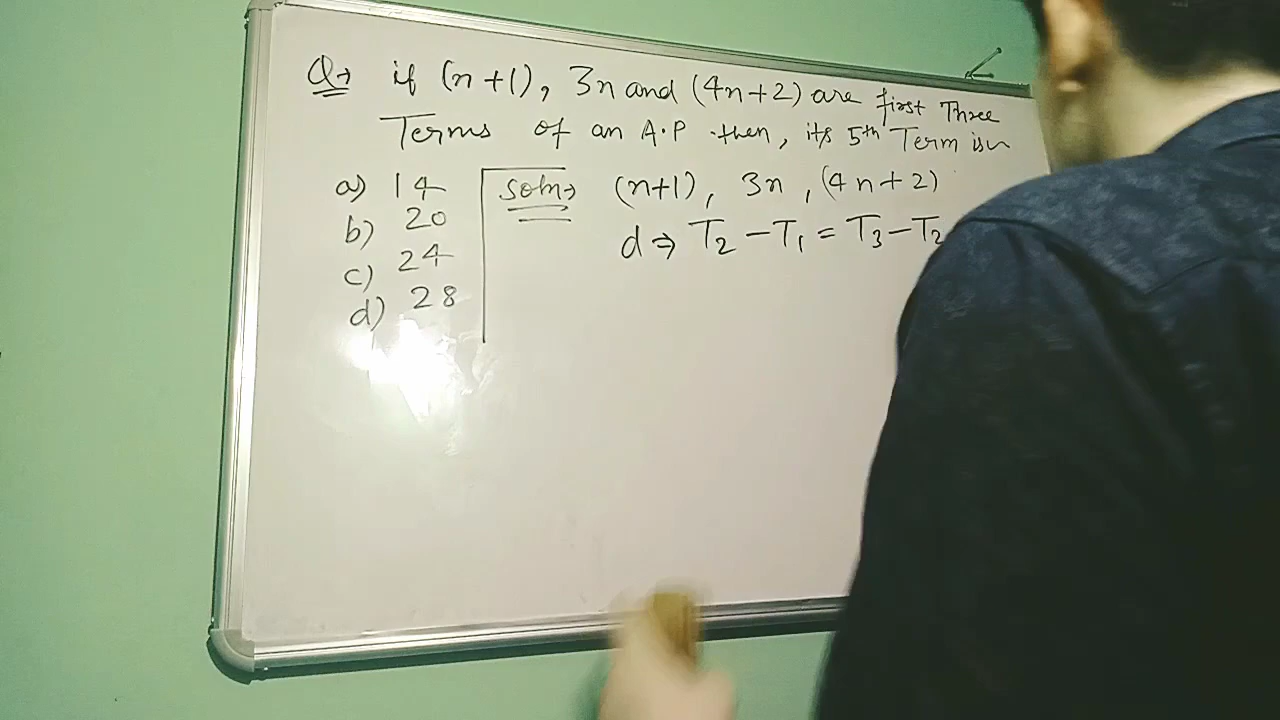 Q→ if (n+1), 3n and (4n+2) are first Three
Terms of an A.P then, its 5th Term is
a) 14
b) 20
c) 24
d) 28
Soln→ (n+1), 3n, (4n+2)
d ⇒ T₂ - T₁ = T₃ - T₂